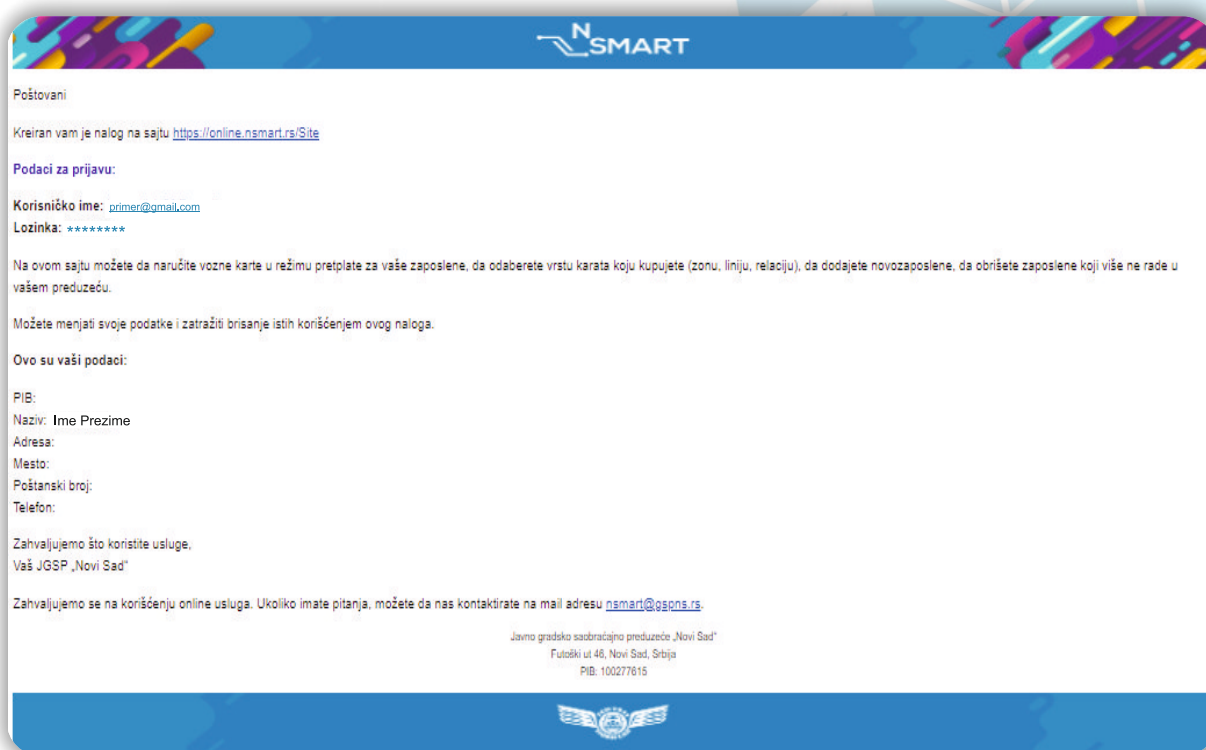 NSMART
Poštovani
Kreiran vam je nalog na sajtu https://online.nsmart.rs/Site
Podaci za prijavu:
Korisničko ime: primer@gmail.com
Lozinka: ********
Na ovom sajtu možete da naručite vozne karte u režimu pretplate za vaše zaposlene, da odaberete vrstu karata koju kupujete (zonu, liniju, relaciju), da dodajete novozaposlene, da obrišete zaposlene koji više ne rade u
vašem preduzeću.
Možete menjati svoje podatke i zatražiti brisanje istih korišćenjem ovog naloga.
Ovo su vaši podaci:
PIB:
Naziv: Ime Prezime
Adresa:
Mesto:
Poštanski broj:
Telefon:
Zahvaljujemo što koristite usluge,
Vaš JGSP „Novi Sad“
Zahvaljujemo se na korišćenju online usluga. Ukoliko imate pitanja, možete da nas kontaktirate na mail adresu nsmart@gspns.rs.
Javno gradsko saobraćajno preduzeće „Novi Sad“
Futoški ut 46, Novi Sad, Srbija
PIB: 100277615